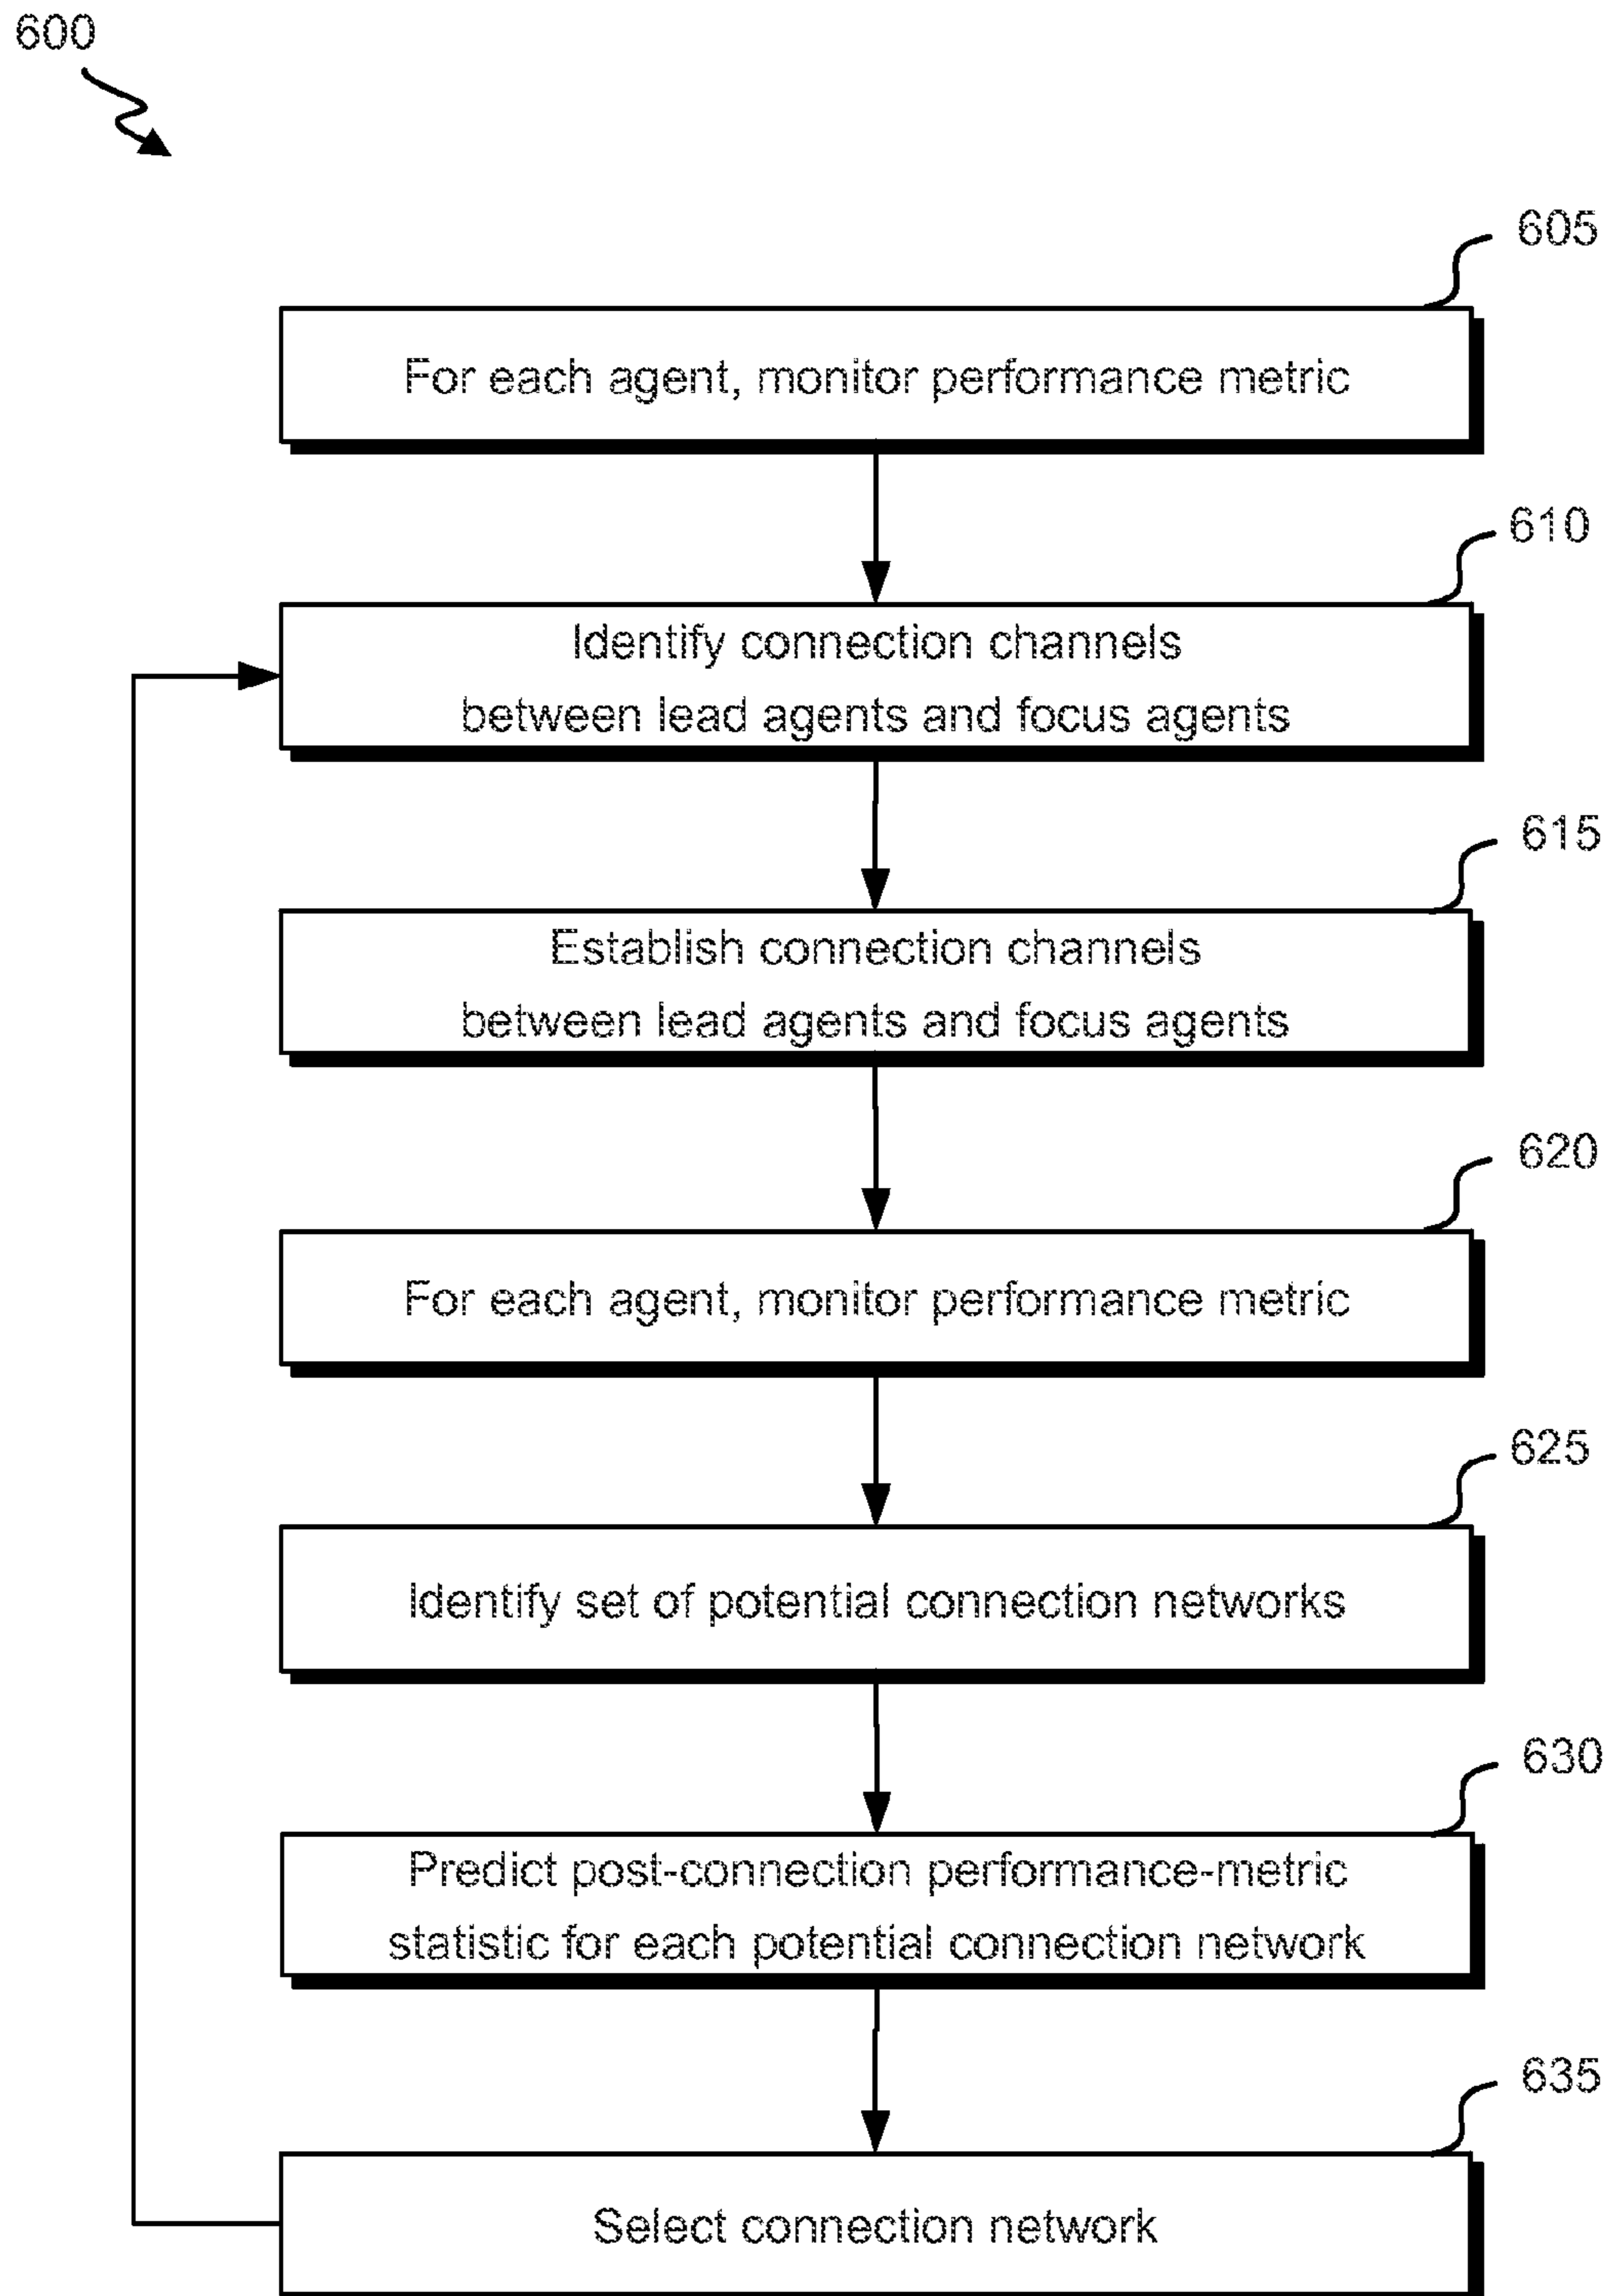 600
605
For each agent, monitor performance metric
610
Identify connection channels
between lead agents and focus agents
615
Establish connection channels
between lead agents and focus agents
620
For each agent, monitor performance metric
625
Identify set of potential connection networks
630
Predict post-connection performance-metric
statistic for each potential connection network
635
Select connection network